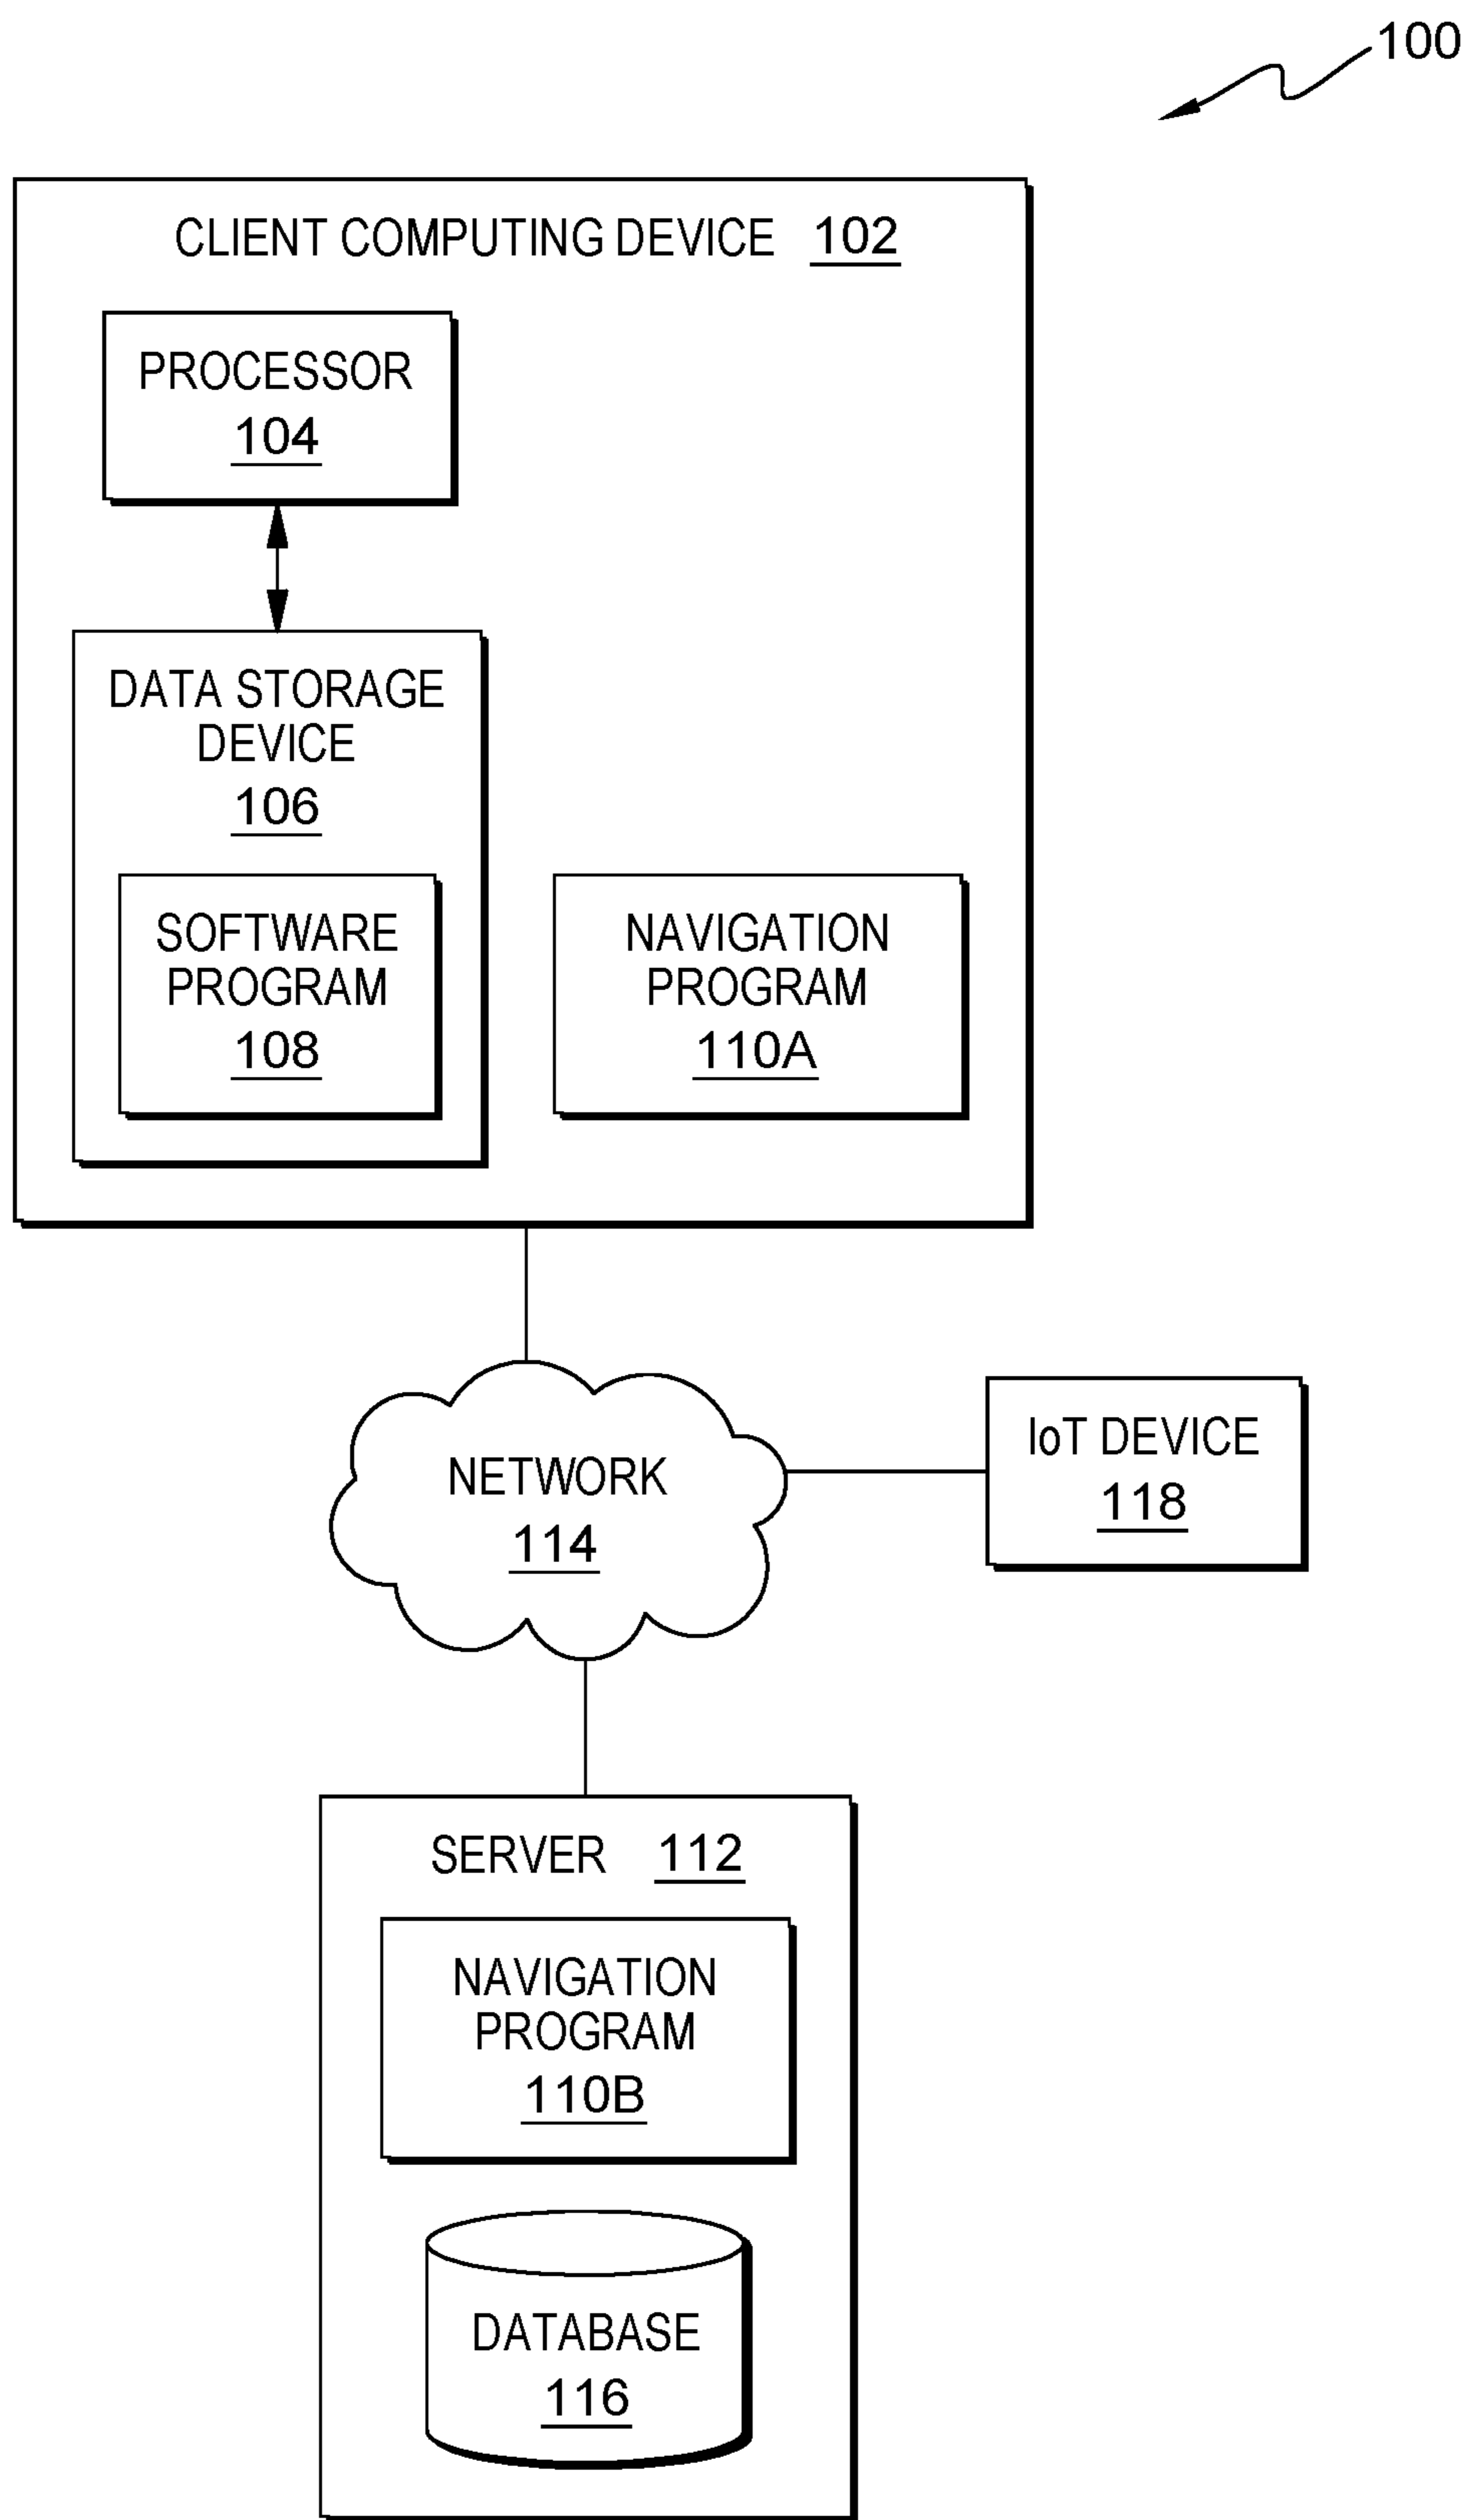 100
CLIENT COMPUTING DEVICE 102
PROCESSOR
104
DATA STORAGE
DEVICE
106
SOFTWARE
PROGRAM
108
NAVIGATION
PROGRAM
110A
NETWORK
114
IoT DEVICE
118
SERVER 112
NAVIGATION
PROGRAM
110B
DATABASE
116